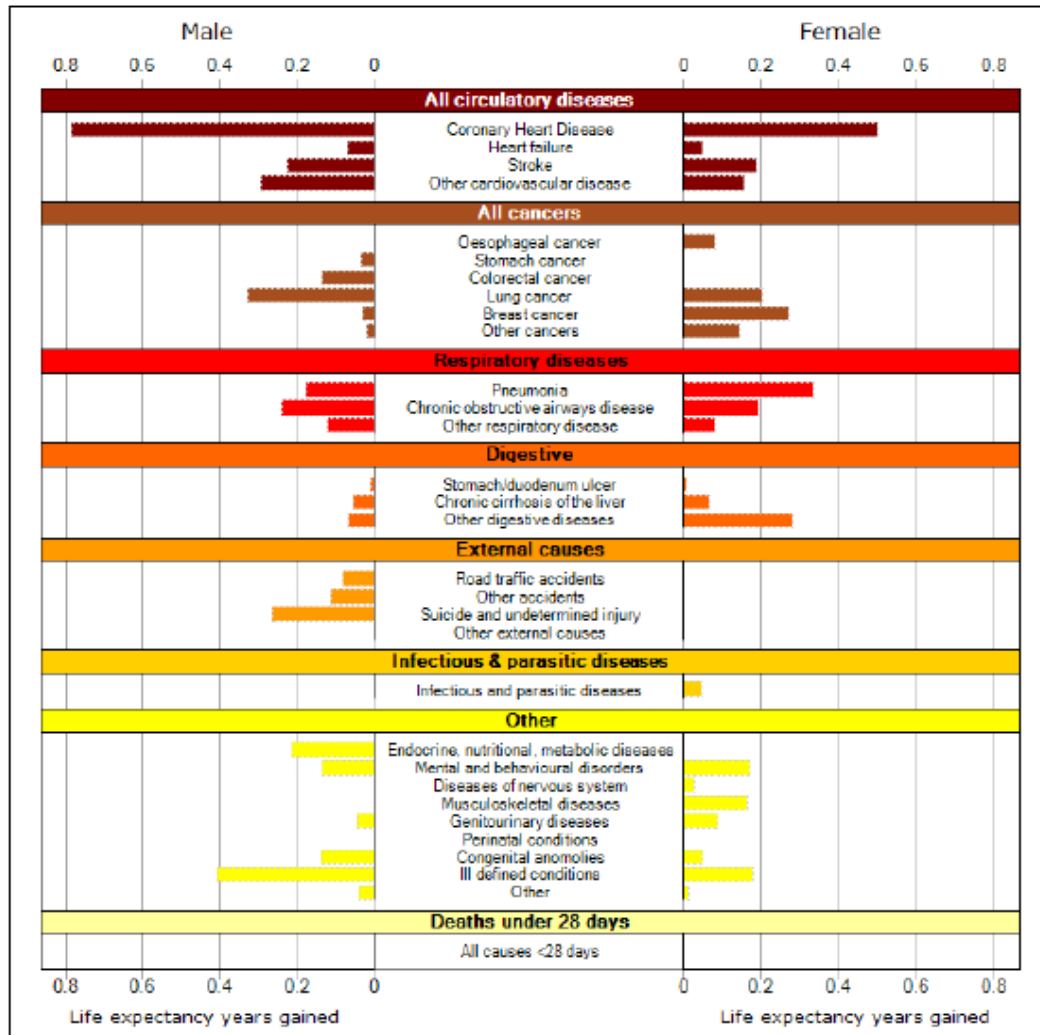 Male Female
0.8 0.6 0.4 0.2 0 0 0.2 0.4 0.6 0.8
All circulatory diseases
Coronary Heart Disease
Heart failure
Stroke
Other cardiovascular disease
All cancers
Oesophageal cancer
Stomach cancer
Colorectal cancer
Lung cancer
Breast cancer
Other cancers
Respiratory diseases
Pneumonia
Chronic obstructive airways disease
Other respiratory disease
Digestive
Stomach/duodenum ulcer
Chronic cirrhosis of the liver
Other digestive diseases
External causes
Road traffic accidents
Other accidents
Suicide and undetermined injury
Other external causes
Infectious & parasitic diseases
Infectious and parasitic diseases
Other
Endocrine, nutritional, metabolic diseases
Mental and behavioural disorders
Diseases of nervous system
Musculoskeletal diseases
Genitourinary diseases
Perinatal conditions
Congenital anomolies
Ill defined conditions
Other
Deaths under 28 days
All causes <28 days
0.8 0.6 0.4 0.2 0 0 0.2 0.4 0.6 0.8
Life expectancy years gained Life expectancy years gained